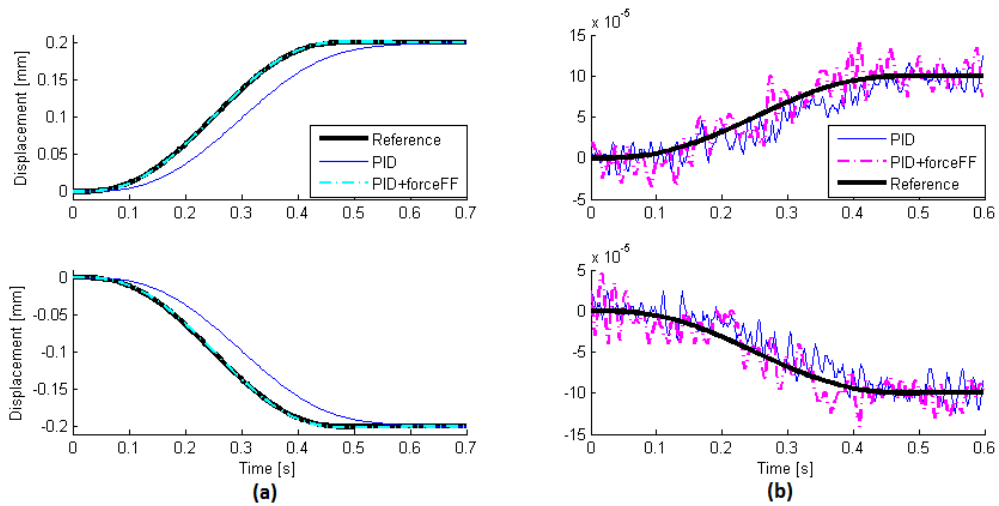 Displacement [mm]
0.2
0.15
0.1
0.05
0
0 0.1 0.2 0.3 0.4 0.5 0.6 0.7
Reference
PID
PID+forceFF
x 10^-5
15
10
5
0
-5
0 0.1 0.2 0.3 0.4 0.5 0.6
PID
PID+forceFF
Reference
Displacement [mm]
0
-0.05
-0.1
-0.15
-0.2
0 0.1 0.2 0.3 0.4 0.5 0.6 0.7
Time [s]
(a)
x 10^-5
5
0
-5
-10
-15
0 0.1 0.2 0.3 0.4 0.5 0.6
Time [s]
(b)